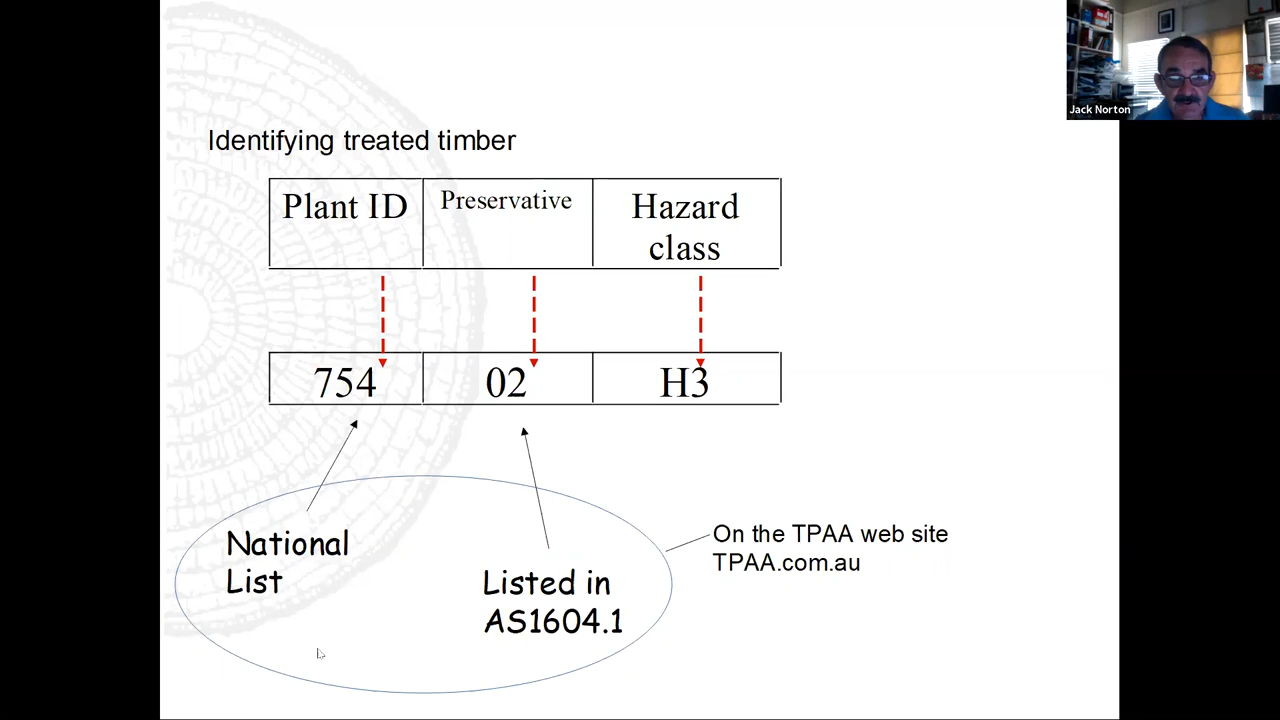 Jack Norton
Identifying treated timber
Plant ID
Preservative
Hazard
class
754
02
H3
National
List
Listed in
AS1604.1
On the TPAA web site
TPAA.com.au